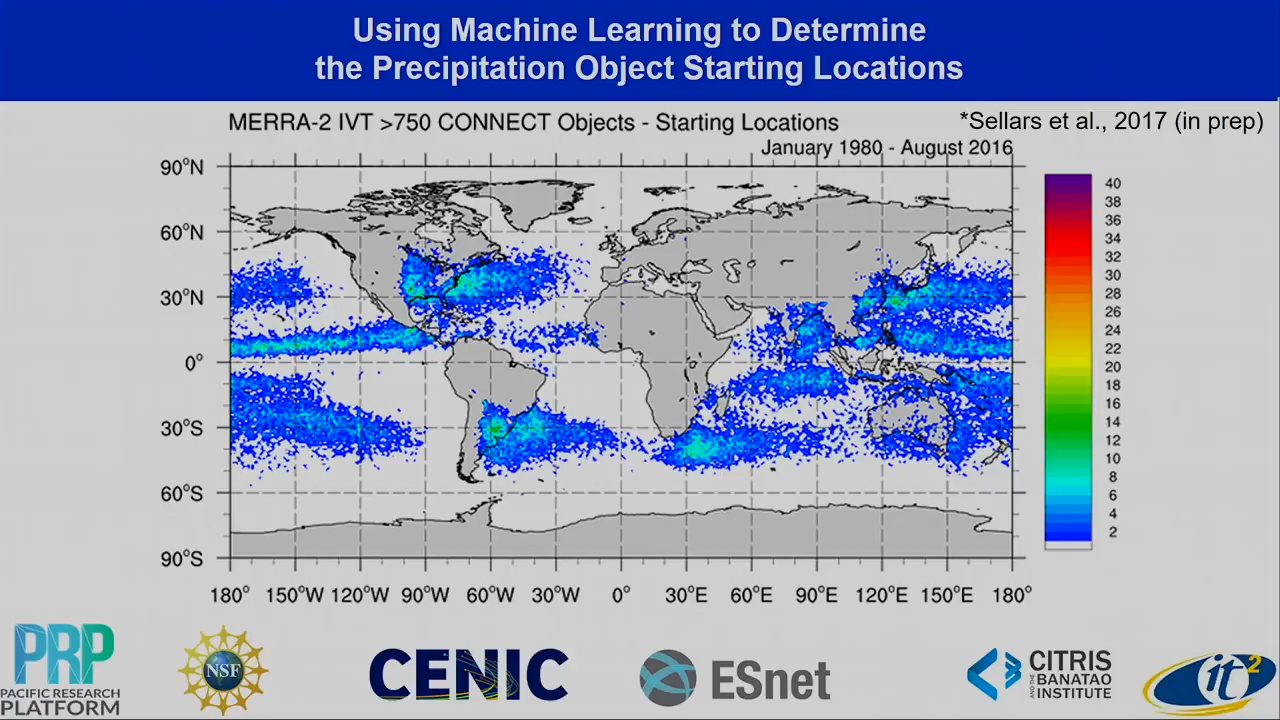 Using Machine Learning to Determine
the Precipitation Object Starting Locations
MERRA-2 IVT >750 CONNECT Objects - Starting Locations
*Sellars et al., 2017 (in prep)
January 1980 - August 2016
90°N
60°N
30°N
0°
30°S
60°S
90°S
180° 150°W 120°W 90°W 60°W 30°W 0° 30°E 60°E 90°E 120°E 150°E 180°
40
38
36
34
32
30
28
26
24
22
20
18
16
14
12
10
8
6
4
2
PRP
PACIFIC RESEARCH
PLATFORM
NSF
CENIC
ESnet
CITRIS
AND THE
BANATAO
INSTITUTE
it²